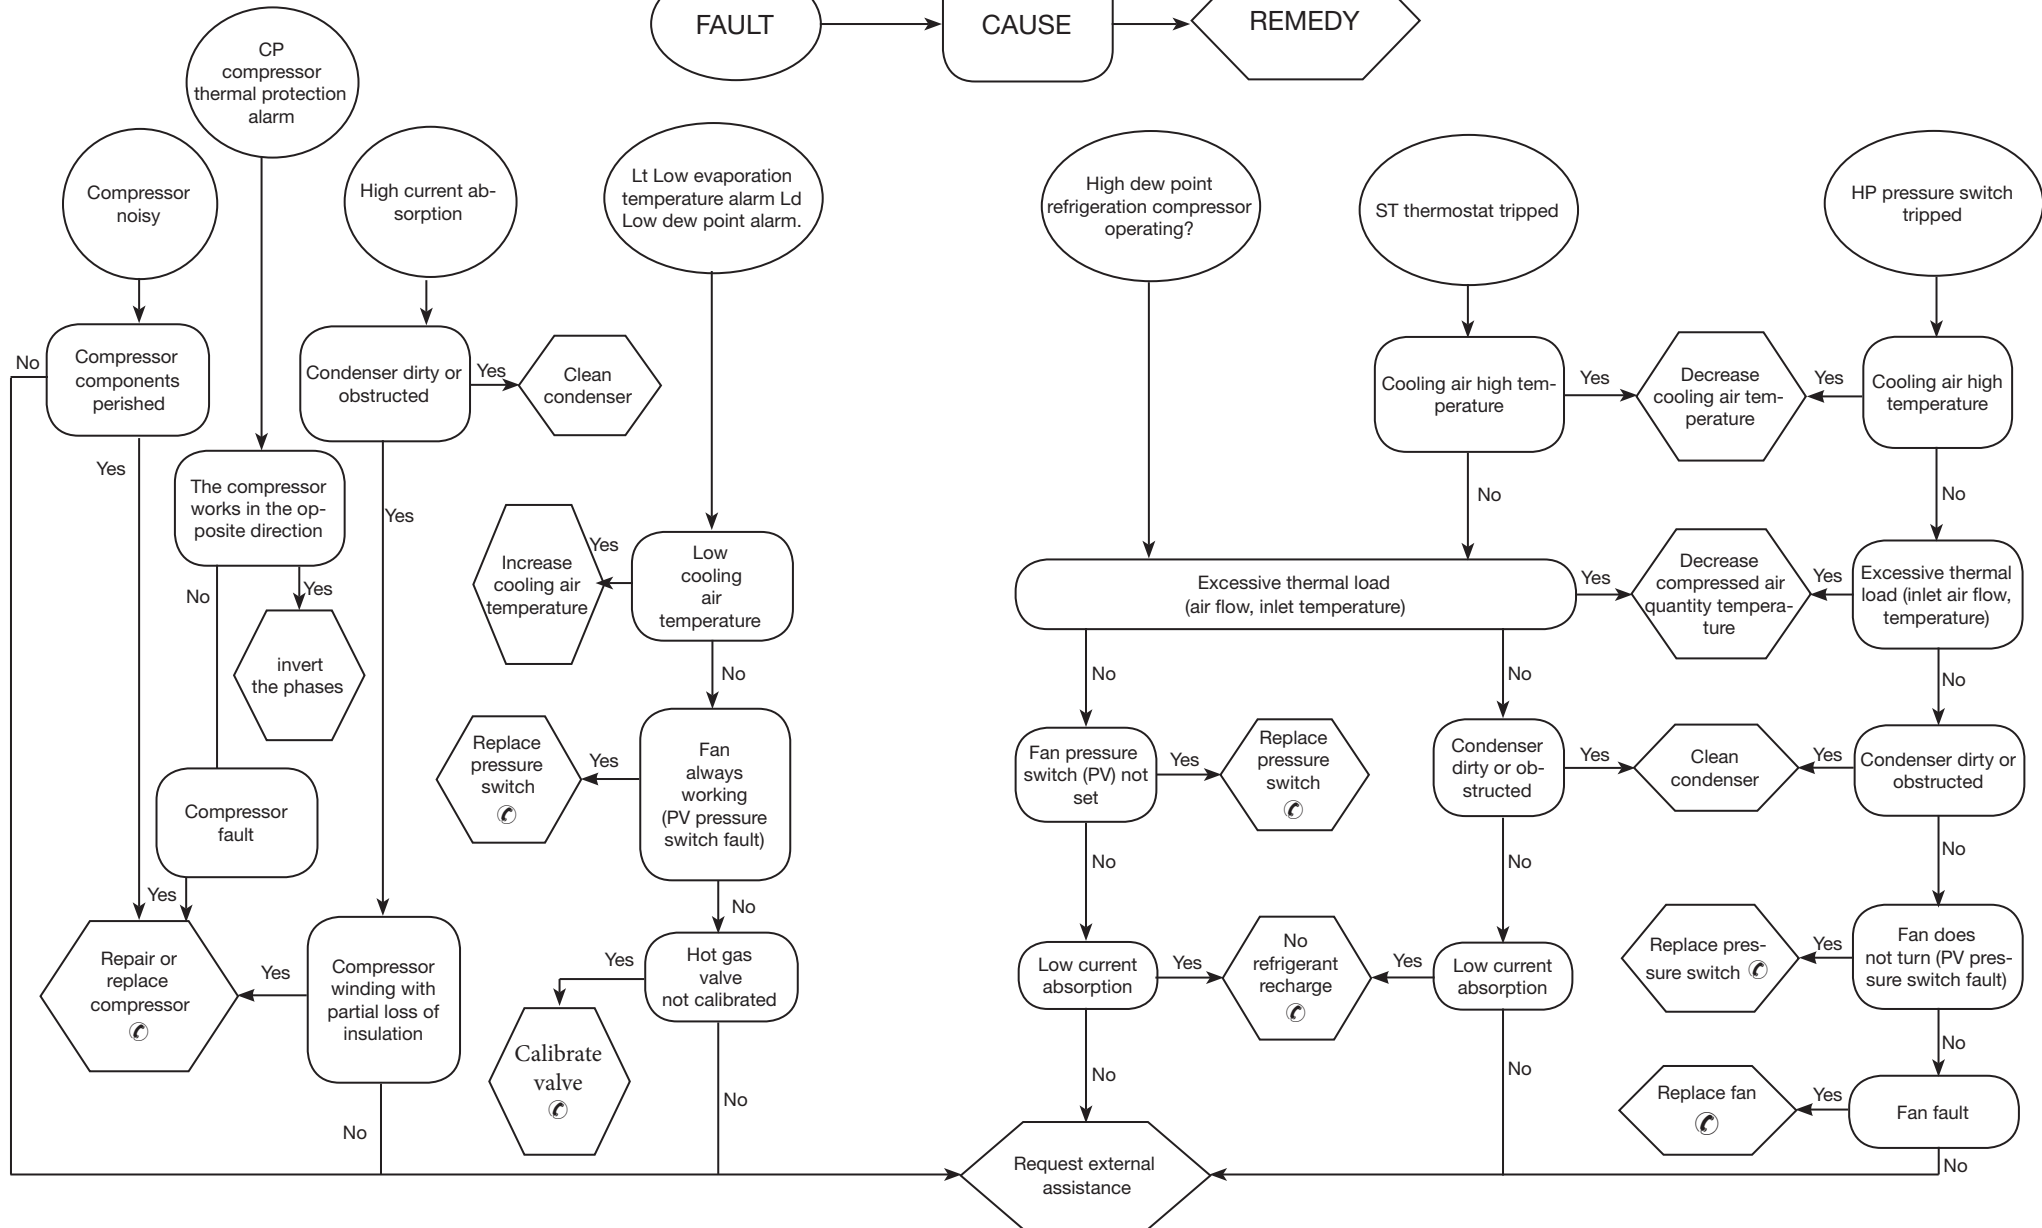 FAULT
CAUSE
REMEDY
CP
compressor
thermal protection
alarm
Compressor
noisy
High current ab-
sorption
Lt Low evaporation
temperature alarm Ld
Low dew point alarm.
High dew point
refrigeration compressor
operating?
ST thermostat tripped
HP pressure switch
tripped
No
Compressor
components
perished
Condenser dirty or
obstructed
Yes
Clean
condenser
Cooling air high tem-
perature
Yes
Decrease
cooling air tem-
perature
Yes
Cooling air high
temperature
Yes
The compressor
works in the op-
posite direction
Yes
No
No
No
Yes
invert
the phases
Increase
cooling air
temperature
Yes
Low
cooling
air
temperature
Excessive thermal load
(air flow, inlet temperature)
Yes
Decrease
compressed air
quantity tempera-
ture
Yes
Excessive thermal
load (inlet air flow,
temperature)
No
No
No
No
Compressor
fault
Yes
Replace
pressure
switch
Yes
Fan
always
working
(PV pressure
switch fault)
Fan pressure
switch (PV) not
set
Yes
Replace
pressure
switch
Condenser
dirty or ob-
structed
Yes
Clean
condenser
Yes
Condenser dirty or
obstructed
No
No
No
No
Repair or
replace
compressor
Yes
Compressor
winding with
partial loss of
insulation
Yes
Hot gas
valve
not calibrated
Calibrate
valve
Low current
absorption
Yes
No
refrigerant
recharge
Yes
Low current
absorption
Replace pres-
sure switch
Yes
Fan does
not turn (PV pres-
sure switch fault)
No
No
No
No
No
Replace fan
Yes
Fan fault
No
Request external
assistance